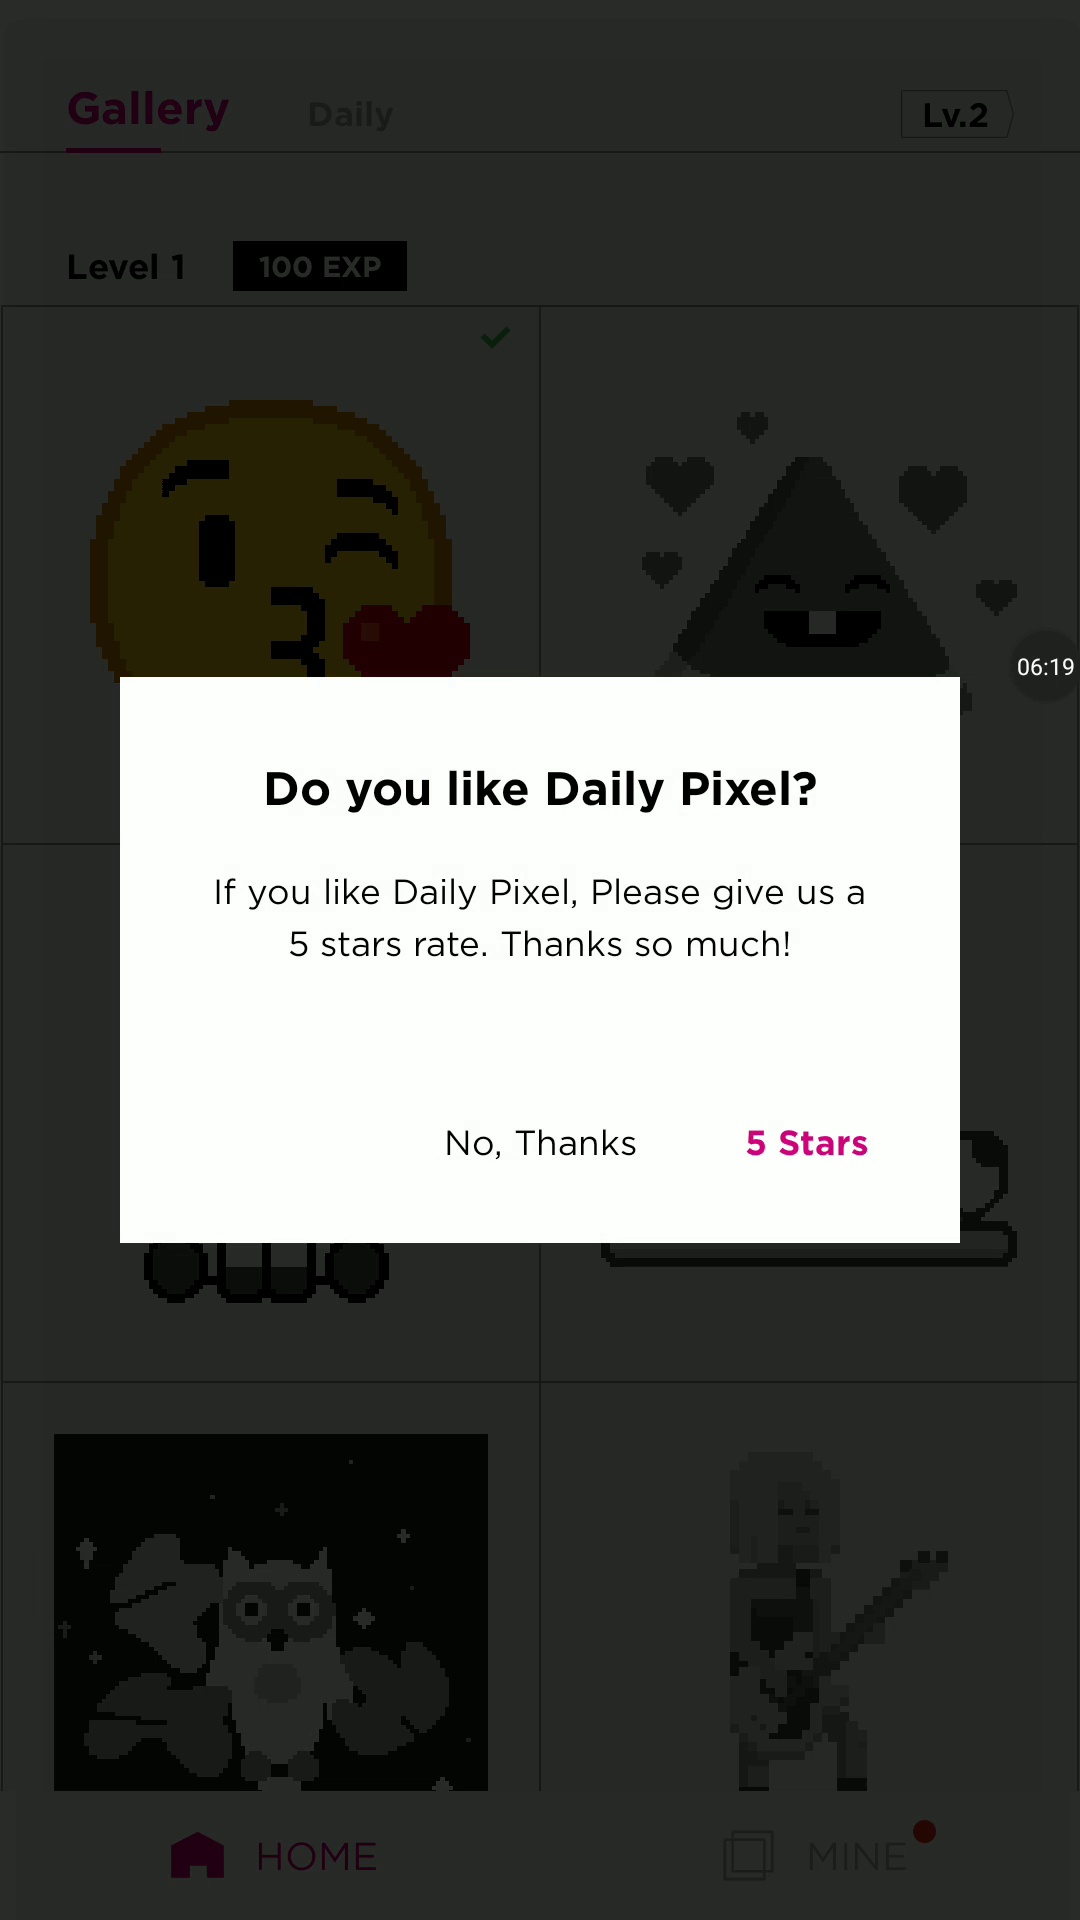 Gallery
Daily
Lv.2
Level 1
100 EXP
06:19
Do you like Daily Pixel?
If you like Daily Pixel, Please give us a
5 stars rate. Thanks so much!
No, Thanks
5 Stars
HOME
MINE